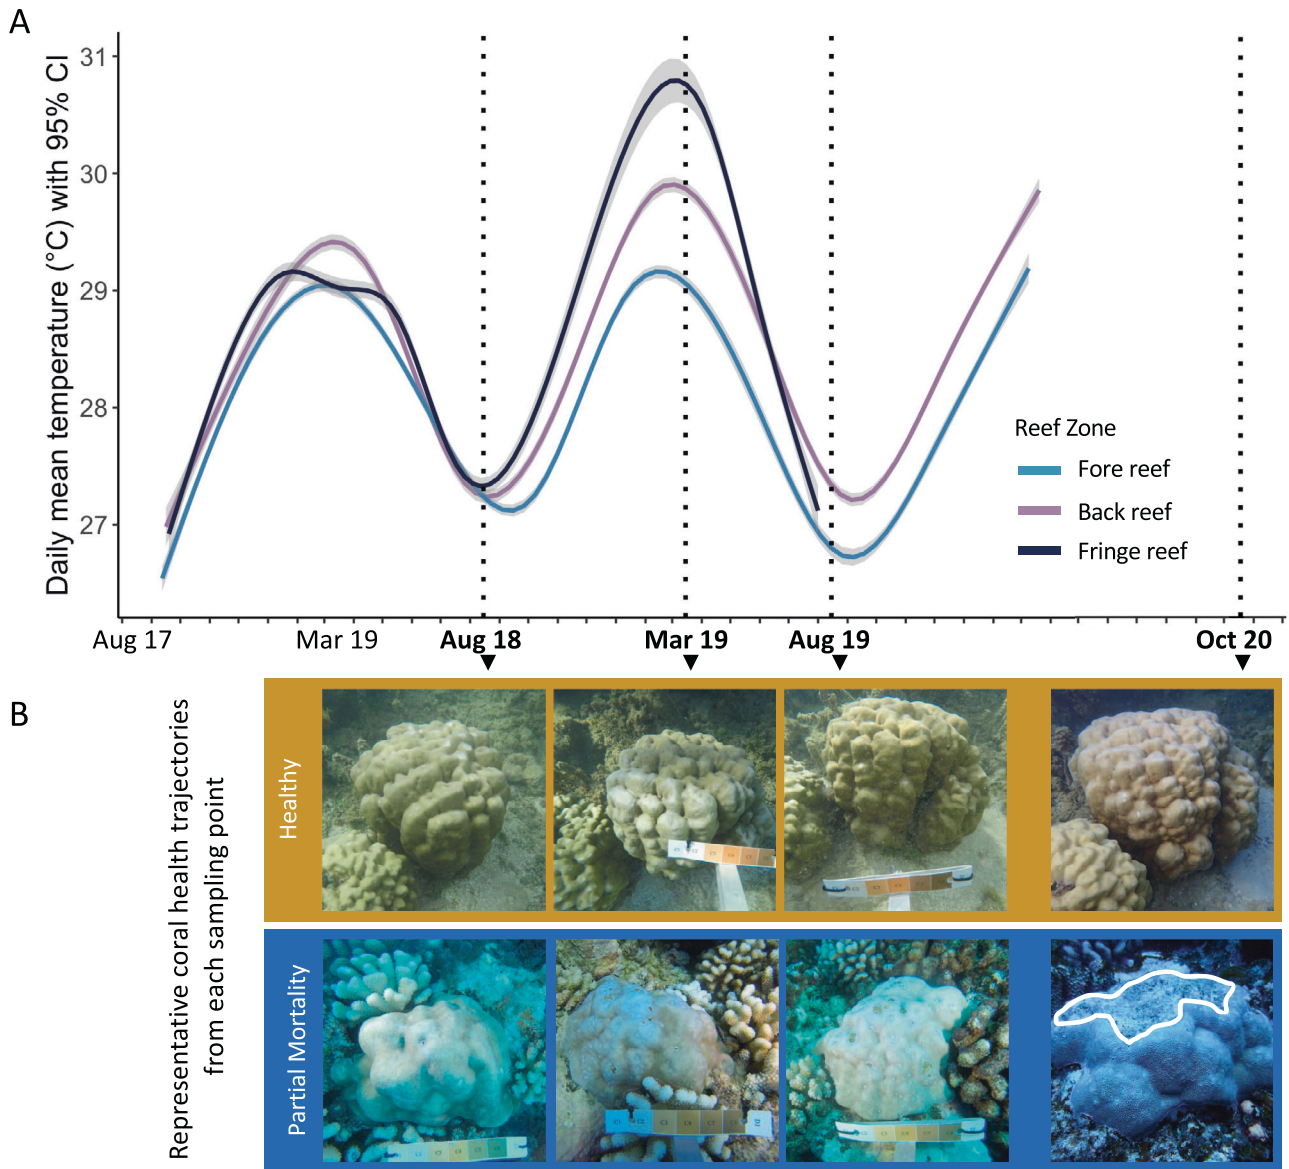 A
Daily mean temperature (°C) with 95% CI
31
30
29
28
27
Reef Zone
Fore reef
Back reef
Fringe reef
Aug 17
Mar 19
Aug 18
Mar 19
Aug 19
Oct 20
B
Representative coral health trajectories
from each sampling point
Healthy
Partial Mortality